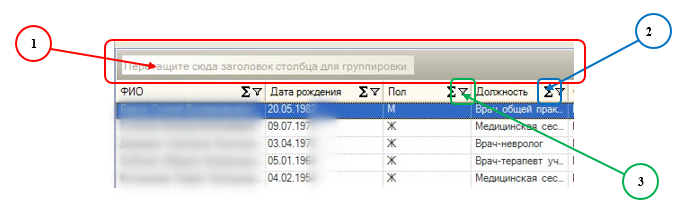 1
2
Перетащите сюда заголовок столбца для группировки
ФИО Σ Дата рождения Σ Пол Σ Должность Σ
20.05.198 М Врач общей прак...
09.07.197 Ж Медицинская сес...
03.04.197 Ж Врач-невролог
05.01.196 Ж Врач-терапевт уч...
04.02.195 Ж Медицинская сес...
3